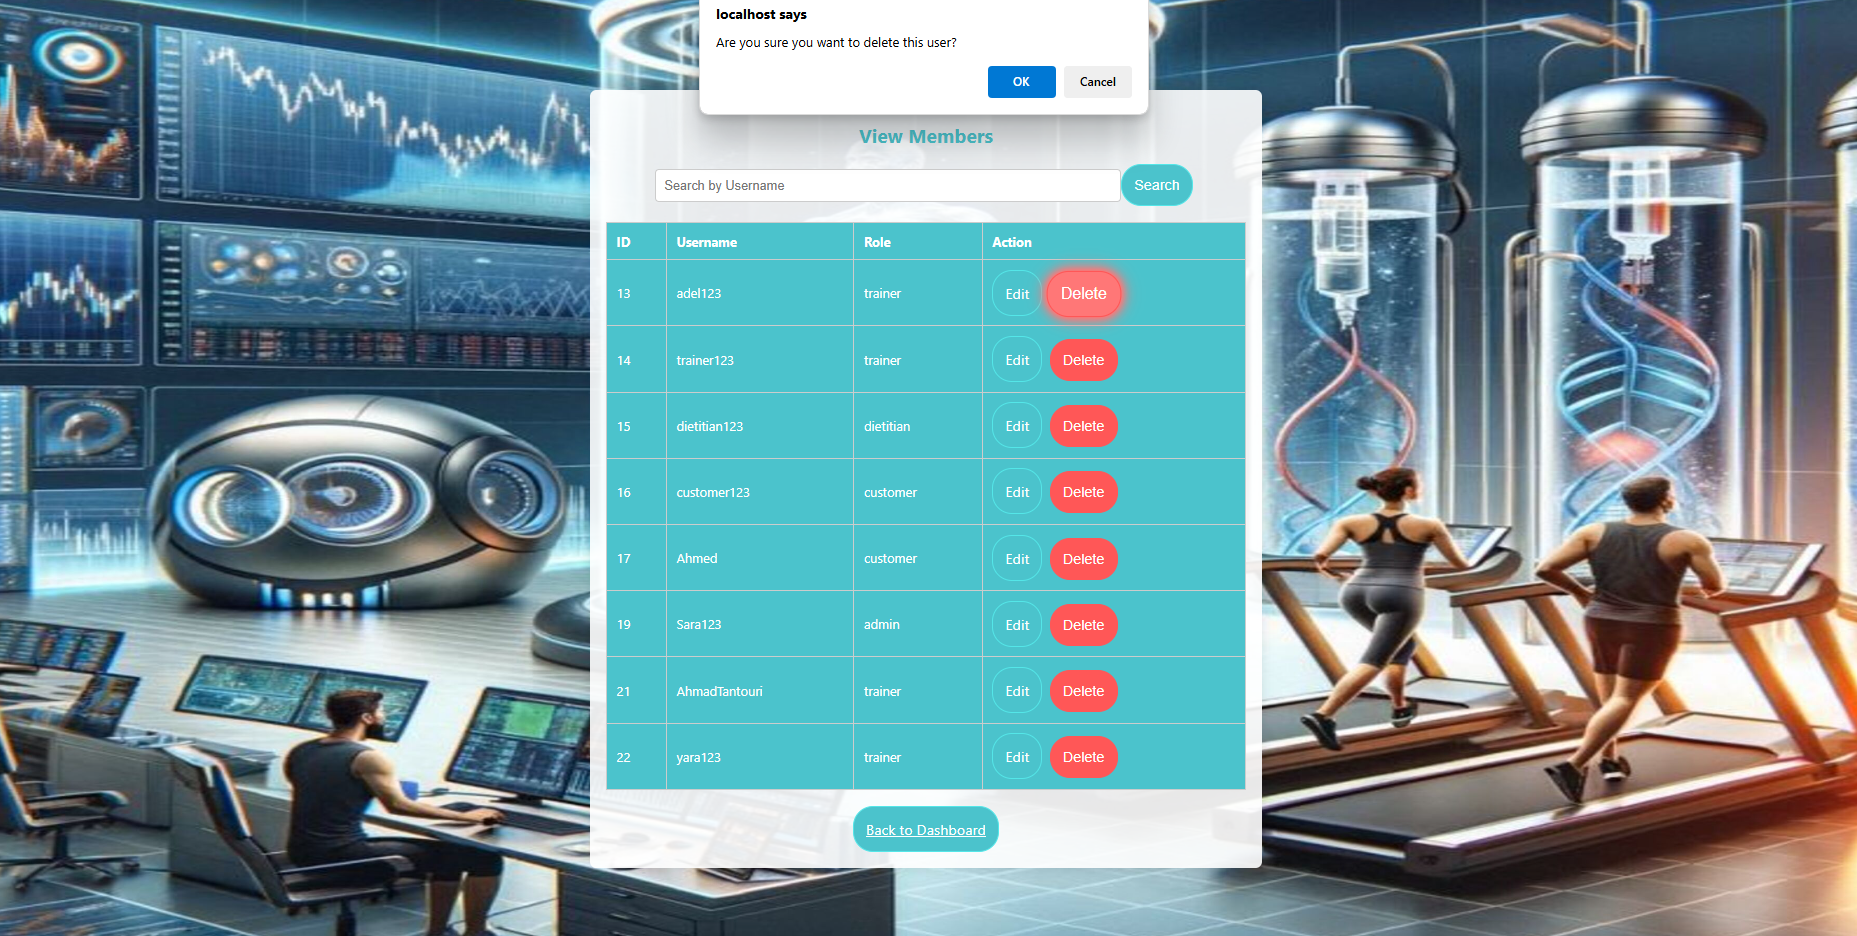 localhost says
Are you sure you want to delete this user?
OK Cancel
View Members
Search by Username Search
ID Username Role Action
13 adel123 trainer Edit Delete
14 trainer123 trainer Edit Delete
15 dietitian123 dietitian Edit Delete
16 customer123 customer Edit Delete
17 Ahmed customer Edit Delete
19 Sara123 admin Edit Delete
21 AhmadTantouri trainer Edit Delete
22 yara123 trainer Edit Delete
Back to Dashboard